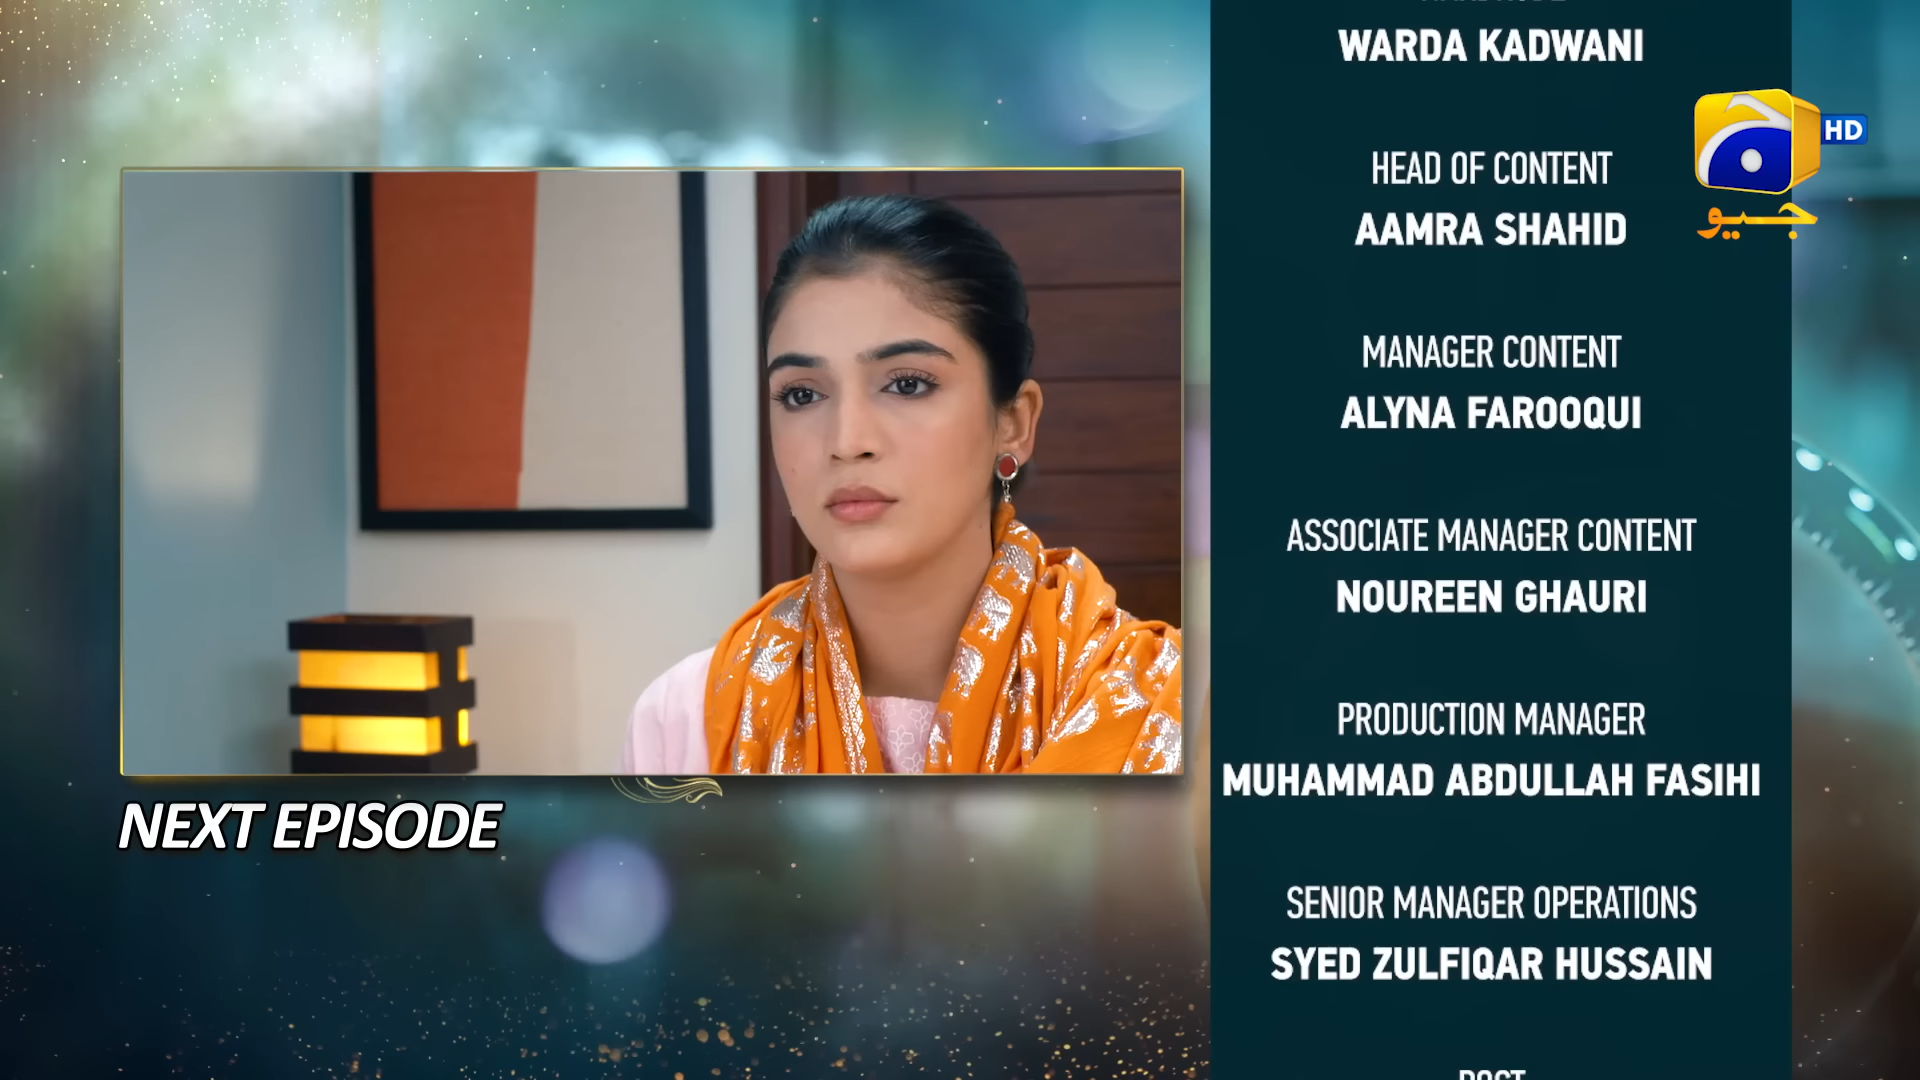 WARDA KADWANI
HEAD OF CONTENT
AAMRA SHAHID
MANAGER CONTENT
ALYNA FAROOQUI
ASSOCIATE MANAGER CONTENT
NOUREEN GHAURI
PRODUCTION MANAGER
MUHAMMAD ABDULLAH FASIHI
SENIOR MANAGER OPERATIONS
SYED ZULFIQAR HUSSAIN
HD
جیو
NEXT EPISODE